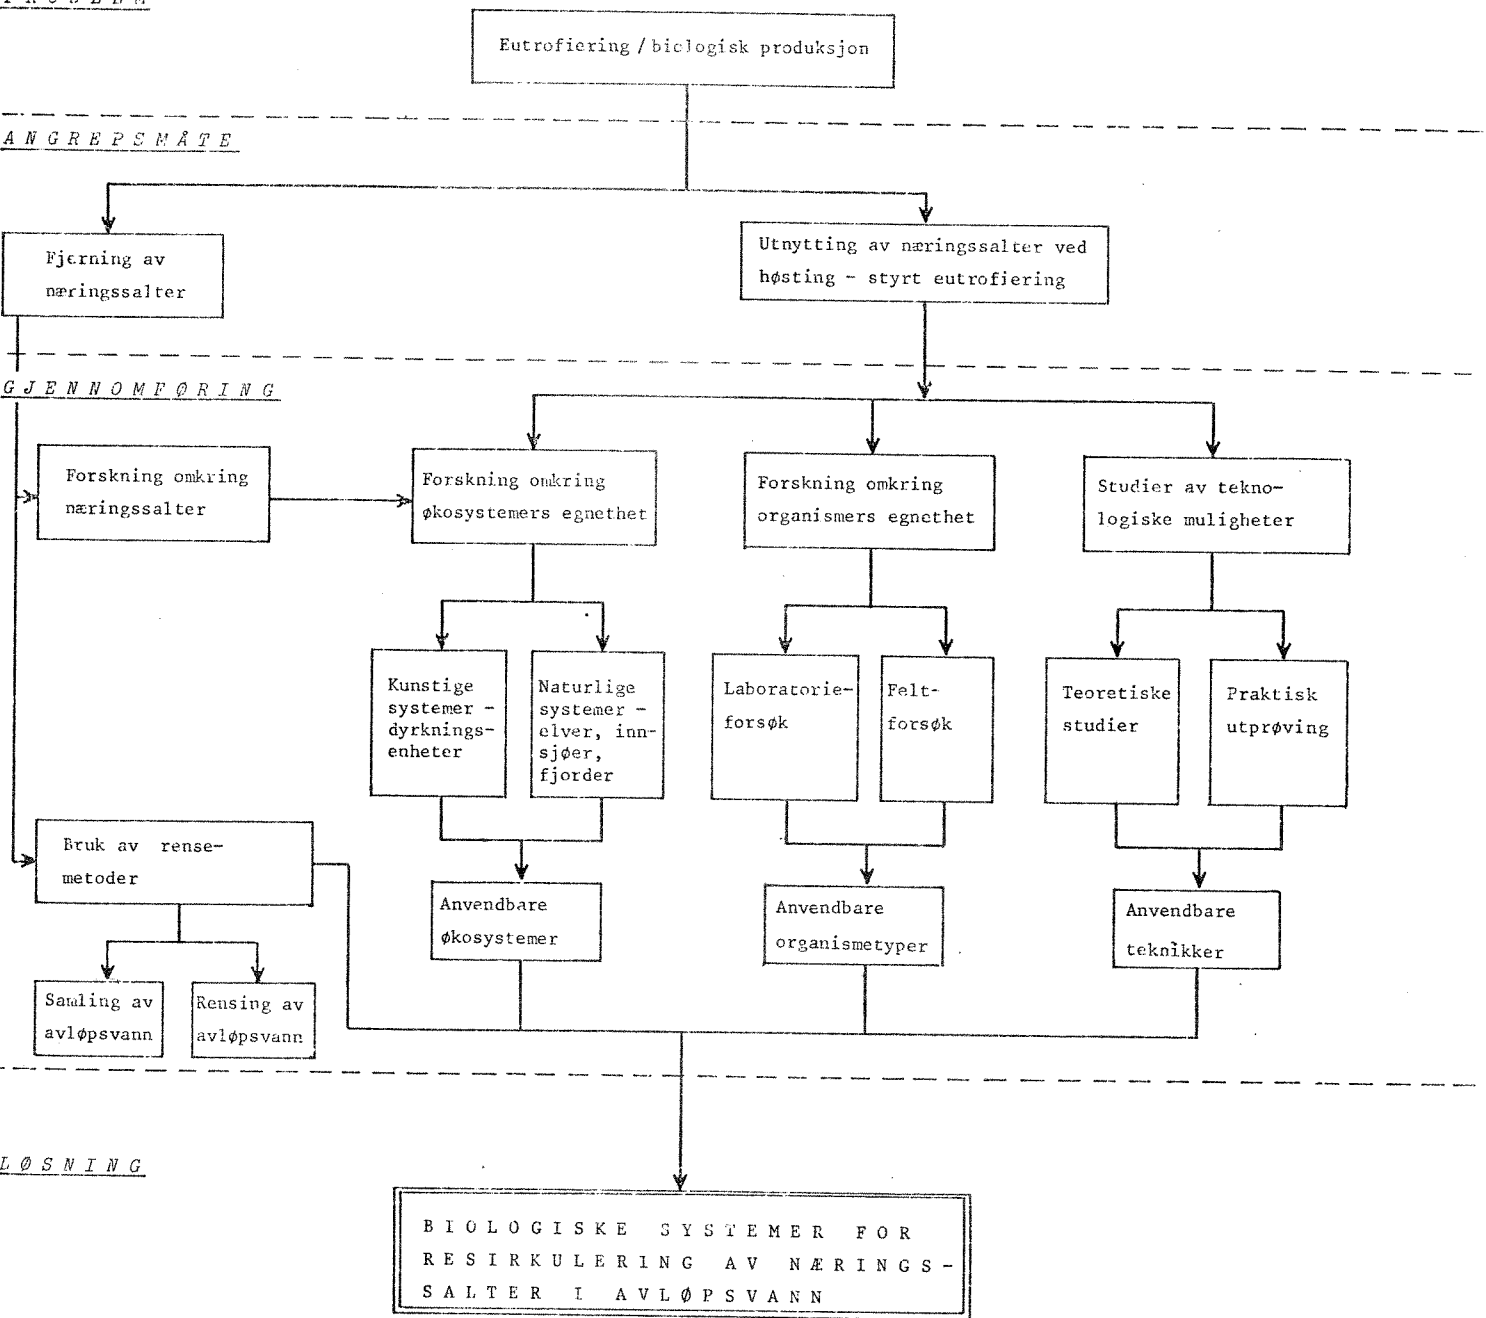 PROBLEM
Eutrofiering / biologisk produksjon
ANGREPSMÅTE
Fjerning av
næringssalter
Utnytting av næringssalter ved
høsting - styrt eutrofiering
GJENNOMFØRING
Forskning omkring
næringssalter
Forskning omkring
økosystemers egnethet
Forskning omkring
organismers egnethet
Studier av tekno-
logiske muligheter
Kunstige
systemer -
dyrknings-
enheter
Naturlige
systemer -
elver, inn-
sjøer,
fjorder
Laboratorie-
forsøk
Felt-
forsøk
Teoretiske
studier
Praktisk
utprøving
Bruk av rense-
metoder
Anvendbare
økosystemer
Anvendbare
organismetyper
Anvendbare
teknikker
Samling av
avløpsvann
Rensing av
avløpsvann
LØSNING
BIOLOGISKE SYSTEMER FOR
RESIRKULERING AV NÆRINGS-
SALTER I AVLØPSVANN